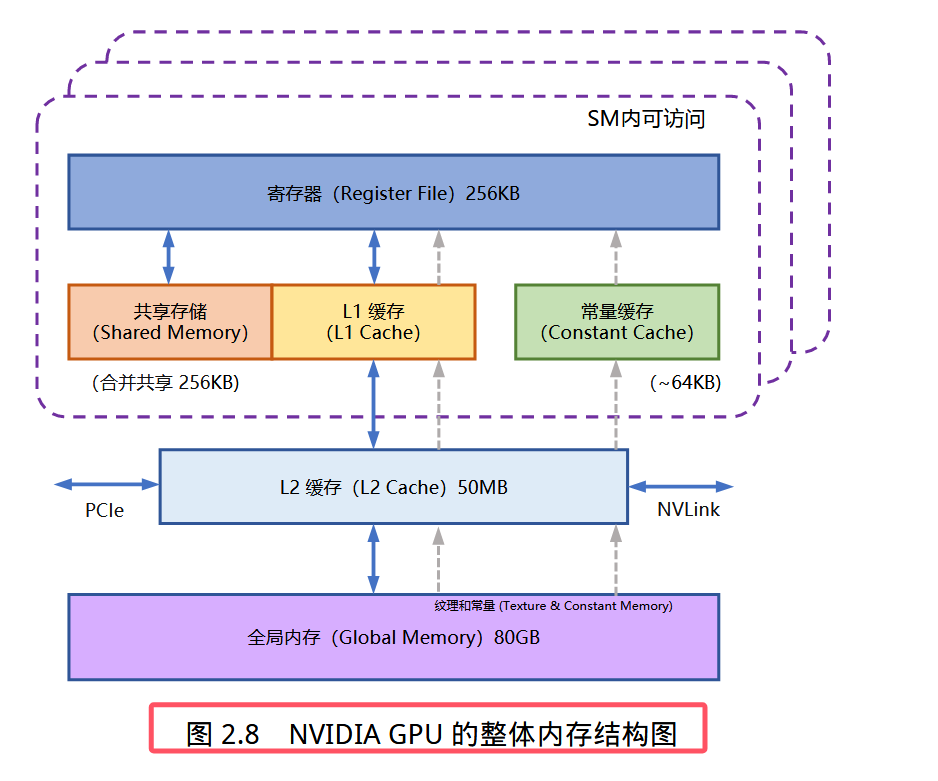 SM内可访问
寄存器（Register File）256KB
共享存储
（Shared Memory）
L1 缓存
（L1 Cache）
常量缓存
（Constant Cache）
（合并共享 256KB）
（~64KB）
L2 缓存（L2 Cache）50MB
PCIe
NVLink
纹理和常量 (Texture & Constant Memory)
全局内存（Global Memory）80GB
图 2.8 NVIDIA GPU 的整体内存结构图